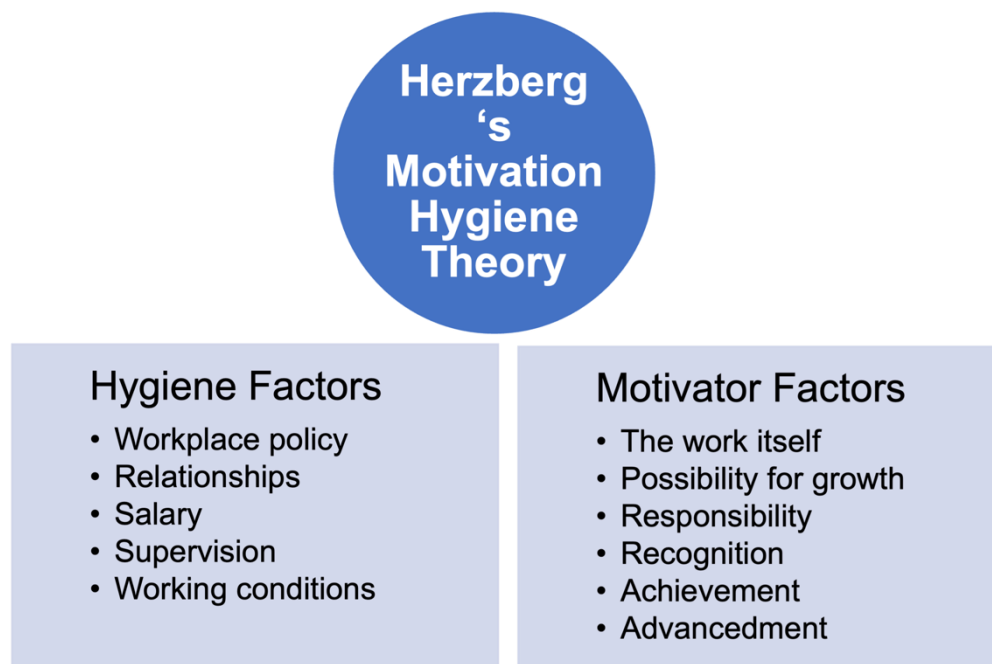 Herzberg
‘s
Motivation
Hygiene
Theory
Hygiene Factors
• Workplace policy
• Relationships
• Salary
• Supervision
• Working conditions
Motivator Factors
• The work itself
• Possibility for growth
• Responsibility
• Recognition
• Achievement
• Advancedment